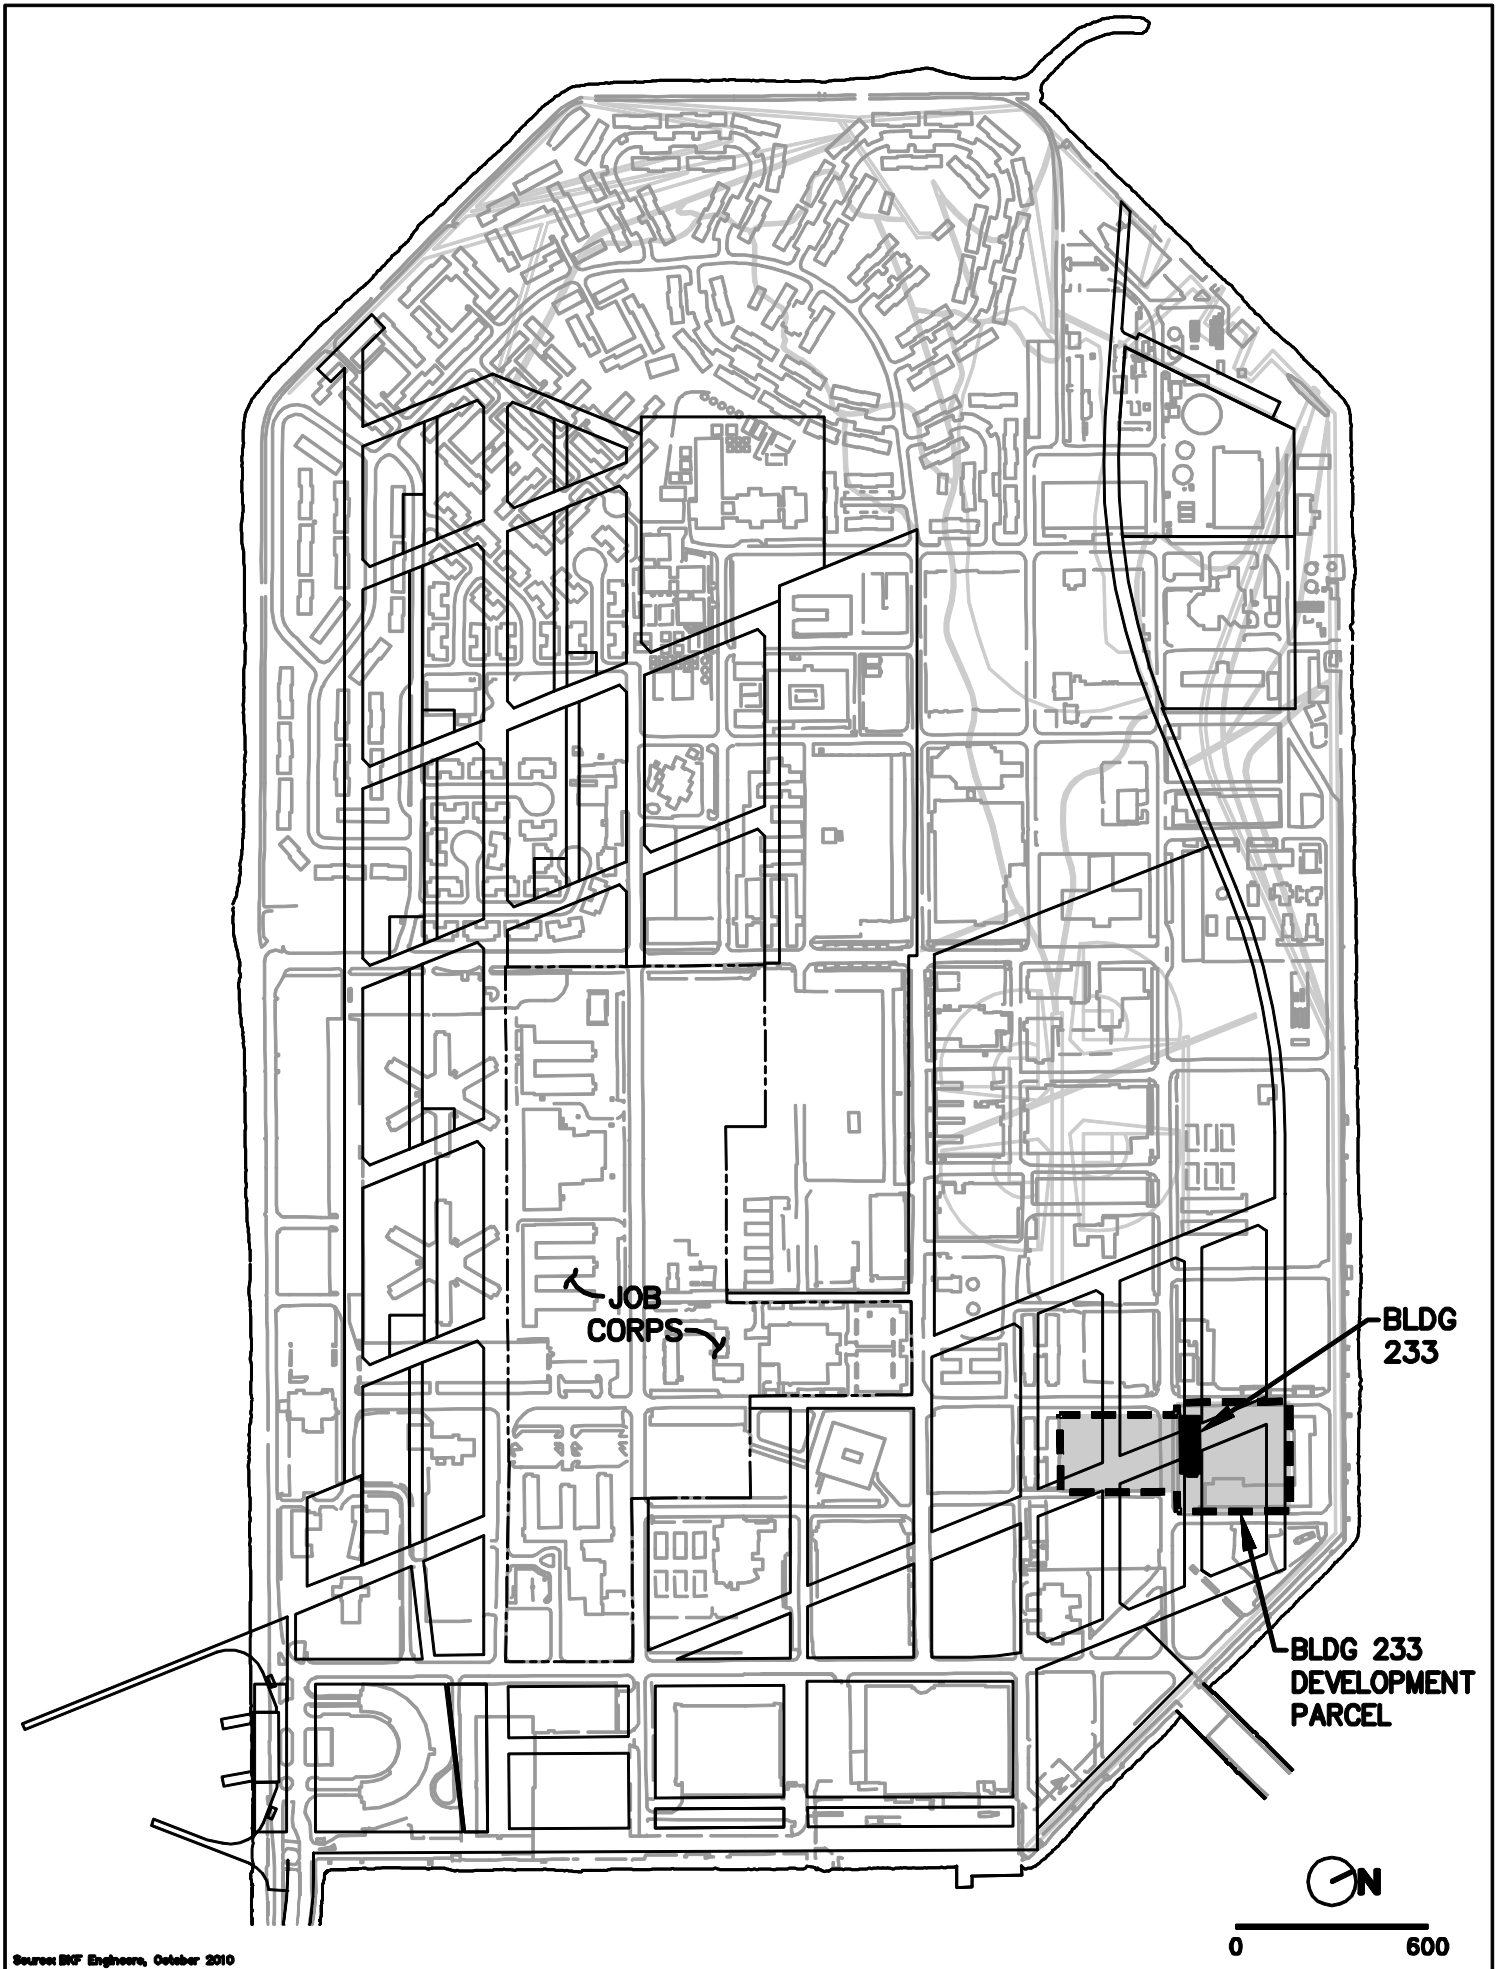 JOB
CORPS
BLDG
233
BLDG 233
DEVELOPMENT
PARCEL
N
0 600
Source: BKF Engineers, October 2010